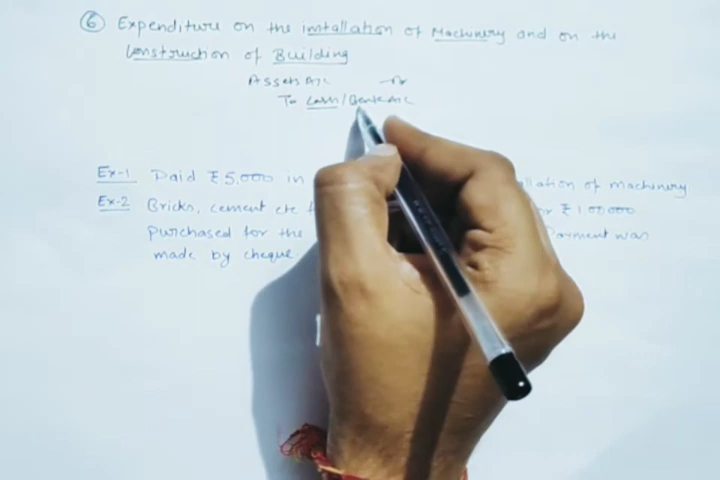 ⑥ Expenditure on the installation of Machinery and on the
Construction of Building
Assets A/c Dr
To Cash/Bank A/c
Ex-1 Paid ₹5,000 in llation of machinery
Ex-2 Bricks, cement etc ₹1,00,000
purchased for the Payment was
made by cheque